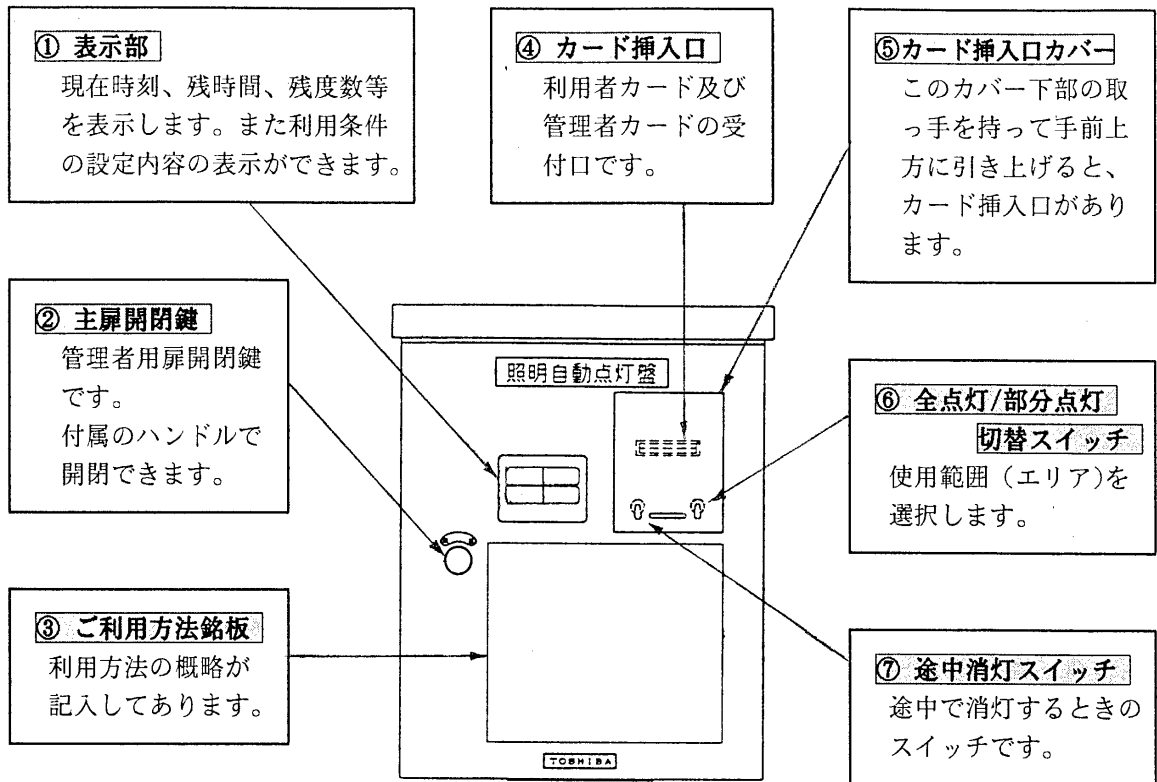 ① 表示部
現在時刻、残時間、残度数等
を表示します。また利用条件
の設定内容の表示ができます。
② 主扉開閉鍵
管理者用扉開閉鍵
です。
付属のハンドルで
開閉できます。
③ ご利用方法銘板
利用方法の概略が
記入してあります。
④ カード挿入口
利用者カード及び
管理者カードの受
付口です。
⑤カード挿入口カバー
このカバー下部の取
っ手を持って手前上
方に引き上げると、
カード挿入口があり
ます。
⑥ 全点灯/部分点灯
切替スイッチ
使用範囲（エリア）を
選択します。
⑦ 途中消灯スイッチ
途中で消灯するときの
スイッチです。
照明自動点灯盤
TOSHIBA